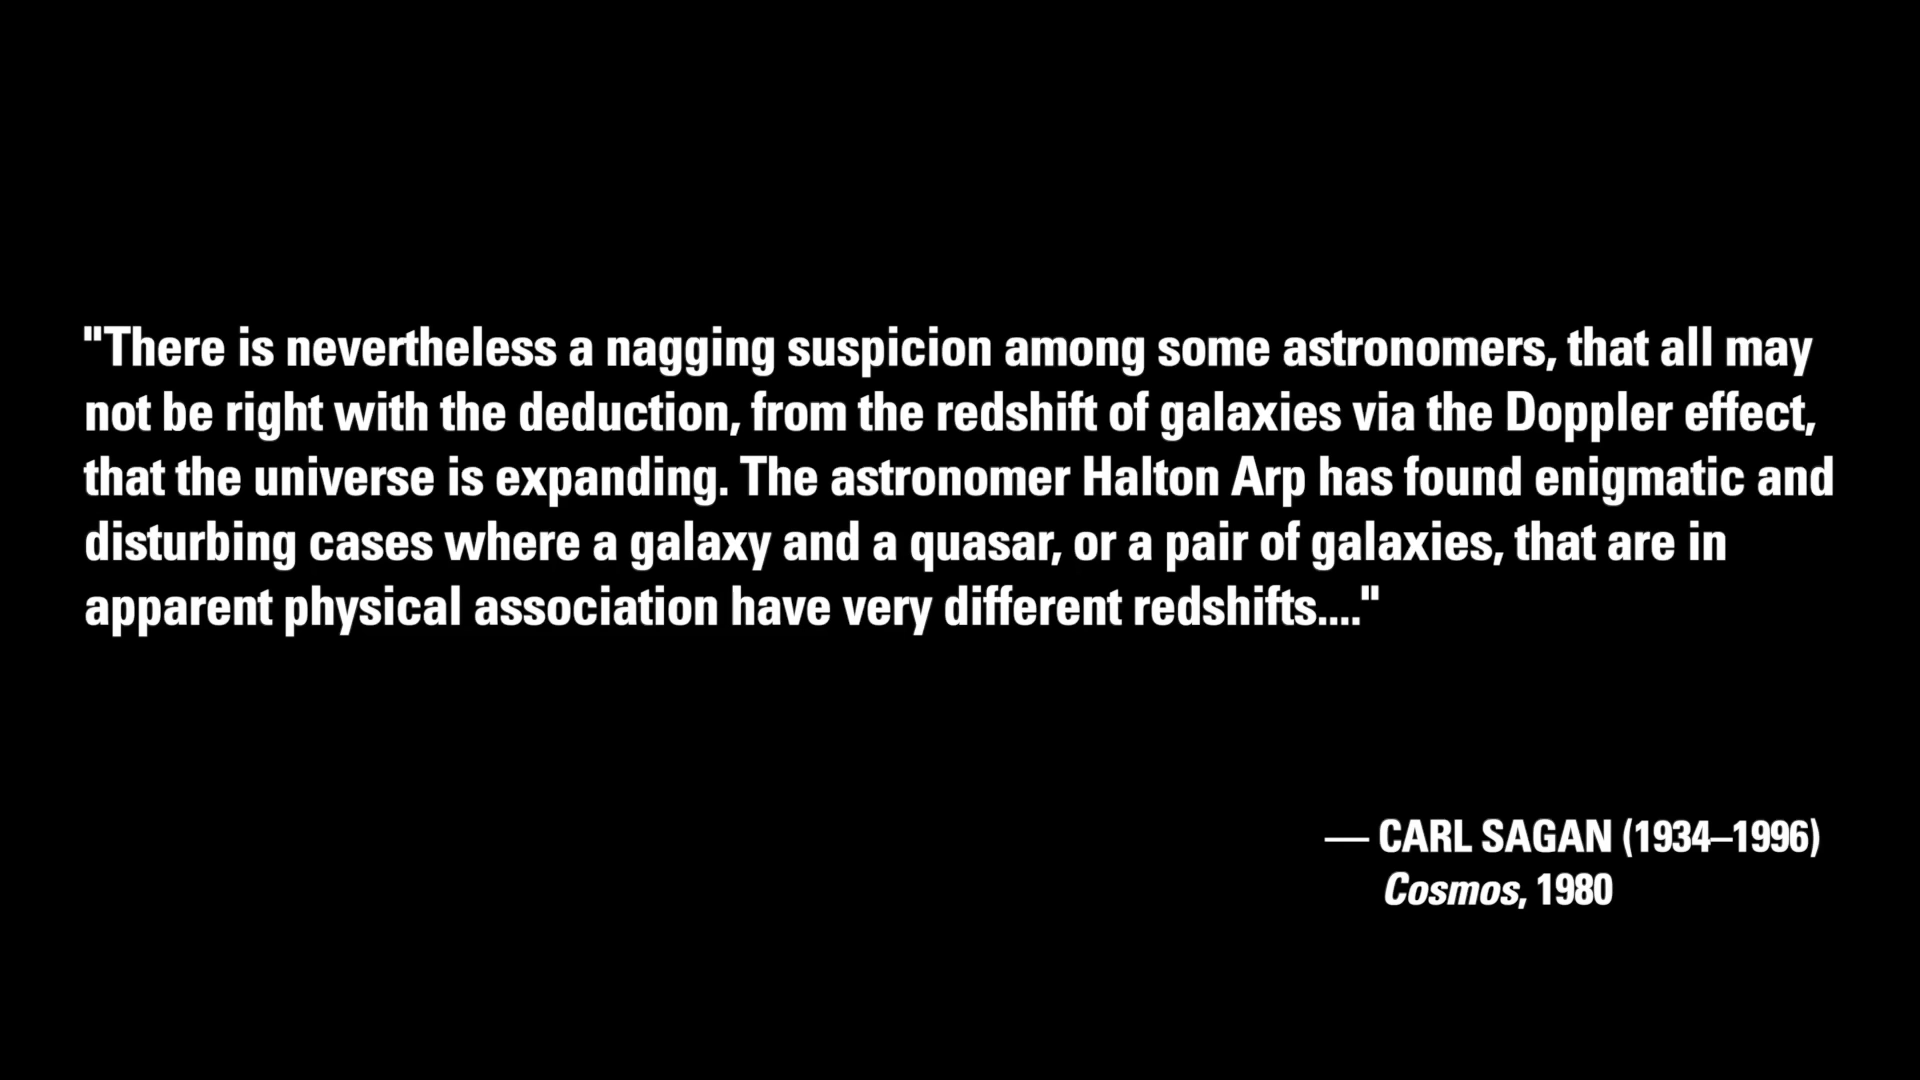 "There is nevertheless a nagging suspicion among some astronomers, that all may
not be right with the deduction, from the redshift of galaxies via the Doppler effect,
that the universe is expanding. The astronomer Halton Arp has found enigmatic and
disturbing cases where a galaxy and a quasar, or a pair of galaxies, that are in
apparent physical association have very different redshifts...."
— CARL SAGAN (1934–1996)
Cosmos, 1980